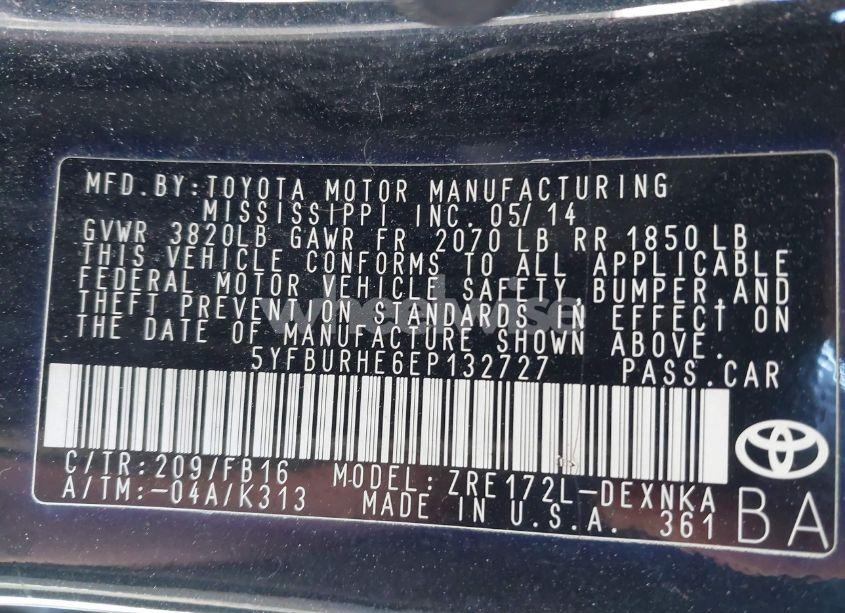 MFD.BY:TOYOTA MOTOR MANUFACTURING
MISSISSIPPI INC. 05/14
GVWR 3820LB GAWR FR 2070 LB RR 1850 LB
THIS VEHICLE CONFORMS TO ALL APPLICABLE
FEDERAL MOTOR VEHICLE SAFETY,BUMPER,AND
THEFT PREVENTION STANDARDS IN EFFECT ON
THE DATE OF MANUFACTURE SHOWN ABOVE.
wheelwise
5YFBURHE6EP132727 PASS.CAR
C/TR:209/FB16 MODEL:ZRE172L-DEXNKA
A/TM:-04A/K313 MADE IN U.S.A. 361 BA